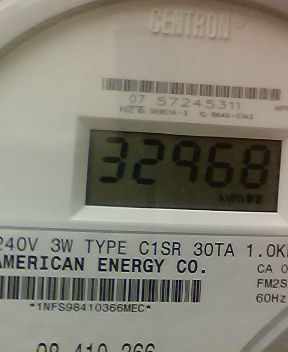 CENTRON
07 57245311
32968
kWh
240V 3W TYPE C1SR 30TA 1.0K
AMERICAN ENERGY CO.
CA 0
FM2S
60Hz
*1NFS98410366MEC*